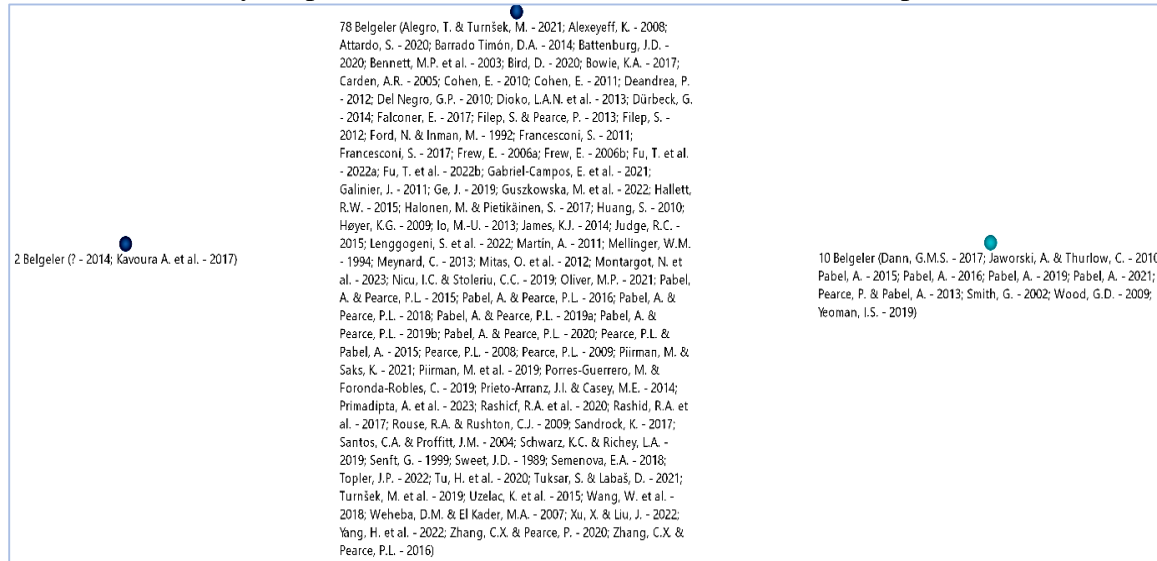 2 Belgeler (? - 2014; Kavoura A. et al. - 2017)
78 Belgeler (Alegro, T. & Turnšek, M. - 2021; Alexeyeff, K. - 2008;
Attardo, S. - 2020; Barrado Timón, D.A. - 2014; Battenburg, J.D. -
2020; Bennett, M.P. et al. - 2003; Bird, D. - 2020; Bowie, K.A. - 2017;
Carden, A.R. - 2005; Cohen, E. - 2010; Cohen, E. - 2011; Deandrea, P.
- 2012; Del Negro, G.P. - 2010; Dioko, L.A.N. et al. - 2013; Dürbeck, G.
- 2014; Falconer, E. - 2017; Filep, S. & Pearce, P. - 2013; Filep, S. -
2012; Ford, N. & Inman, M. - 1992; Francesconi, S. - 2011;
Francesconi, S. - 2017; Frew, E. - 2006a; Frew, E. - 2006b; Fu, T. et al.
- 2022a; Fu, T. et al. - 2022b; Gabriel-Campos, E. et al. - 2021;
Galinier, J. - 2011; Ge, J. - 2019; Guszkowska, M. et al. - 2022; Hallett,
R.W. - 2015; Halonen, M. & Pietikäinen, S. - 2017; Huang, S. - 2010;
Høyer, K.G. - 2009; Io, M.-U. - 2013; James, K.J. - 2014; Judge, R.C. -
2015; Lenggogeni, S. et al. - 2022; Martin, A. - 2011; Mellinger, W.M.
- 1994; Meynard, C. - 2013; Mitas, O. et al. - 2012; Montargot, N. et
al. - 2023; Nicu, I.C. & Stoleriu, C.C. - 2019; Oliver, M.P. - 2021; Pabel,
A. & Pearce, P.L. - 2015; Pabel, A. & Pearce, P.L. - 2016; Pabel, A. &
Pearce, P.L. - 2018; Pabel, A. & Pearce, P.L. - 2019a; Pabel, A. &
Pearce, P.L. - 2019b; Pabel, A. & Pearce, P.L. - 2020; Pearce, P.L. &
Pabel, A. - 2015; Pearce, P.L. - 2008; Pearce, P.L. - 2009; Piirman, M. &
Saks, K. - 2021; Piirman, M. et al. - 2019; Porres-Guerrero, M. &
Foronda-Robles, C. - 2019; Prieto-Arranz, J.I. & Casey, M.E. - 2014;
Primadipta, A. et al. - 2023; Rashicf, R.A. et al. - 2020; Rashid, R.A. et
al. - 2017; Rouse, R.A. & Rushton, C.J. - 2009; Sandrock, K. - 2017;
Santos, C.A. & Proffitt, J.M. - 2004; Schwarz, K.C. & Richey, L.A. -
2019; Senft, G. - 1999; Sweet, J.D. - 1989; Semenova, E.A. - 2018;
Topler, J.P. - 2022; Tu, H. et al. - 2020; Tuksar, S. & Labaš, D. - 2021;
Turnšek, M. et al. - 2019; Uzelac, K. et al. - 2015; Wang, W. et al. -
2018; Weheba, D.M. & El Kader, M.A. - 2007; Xu, X. & Liu, J. - 2022;
Yang, H. et al. - 2022; Zhang, C.X. & Pearce, P. - 2020; Zhang, C.X. &
Pearce, P.L. - 2016)
10 Belgeler (Dann, G.M.S. - 2017; Jaworski, A. & Thurlow, C. - 2010
Pabel, A. - 2015; Pabel, A. - 2016; Pabel, A. - 2019; Pabel, A. - 2021;
Pearce, P. & Pabel, A. - 2013; Smith, G. - 2002; Wood, G.D. - 2009;
Yeoman, I.S. - 2019)